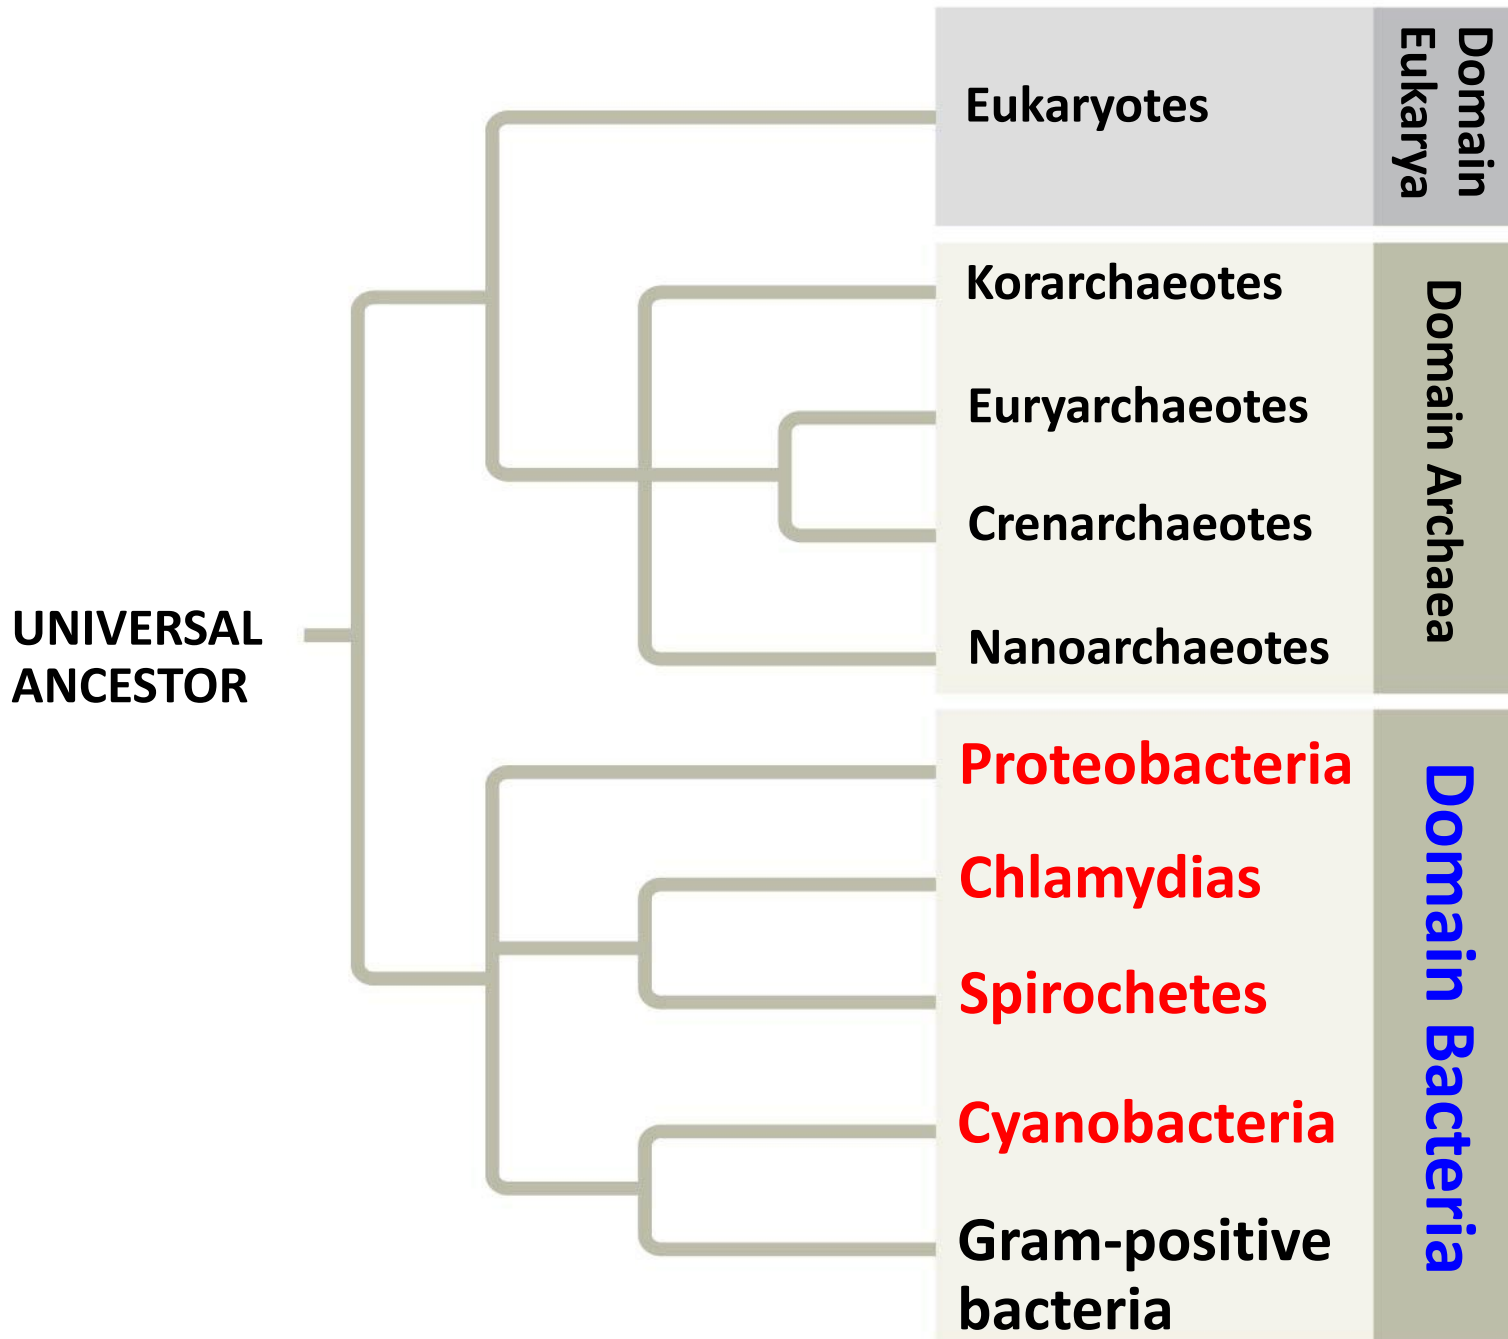 Eukaryotes
Domain
Eukarya
Korarchaeotes
Euryarchaeotes
Crenarchaeotes
Nanoarchaeotes
Domain Archaea
UNIVERSAL
ANCESTOR
Proteobacteria
Chlamydias
Spirochetes
Cyanobacteria
Gram-positive
bacteria
Domain Bacteria